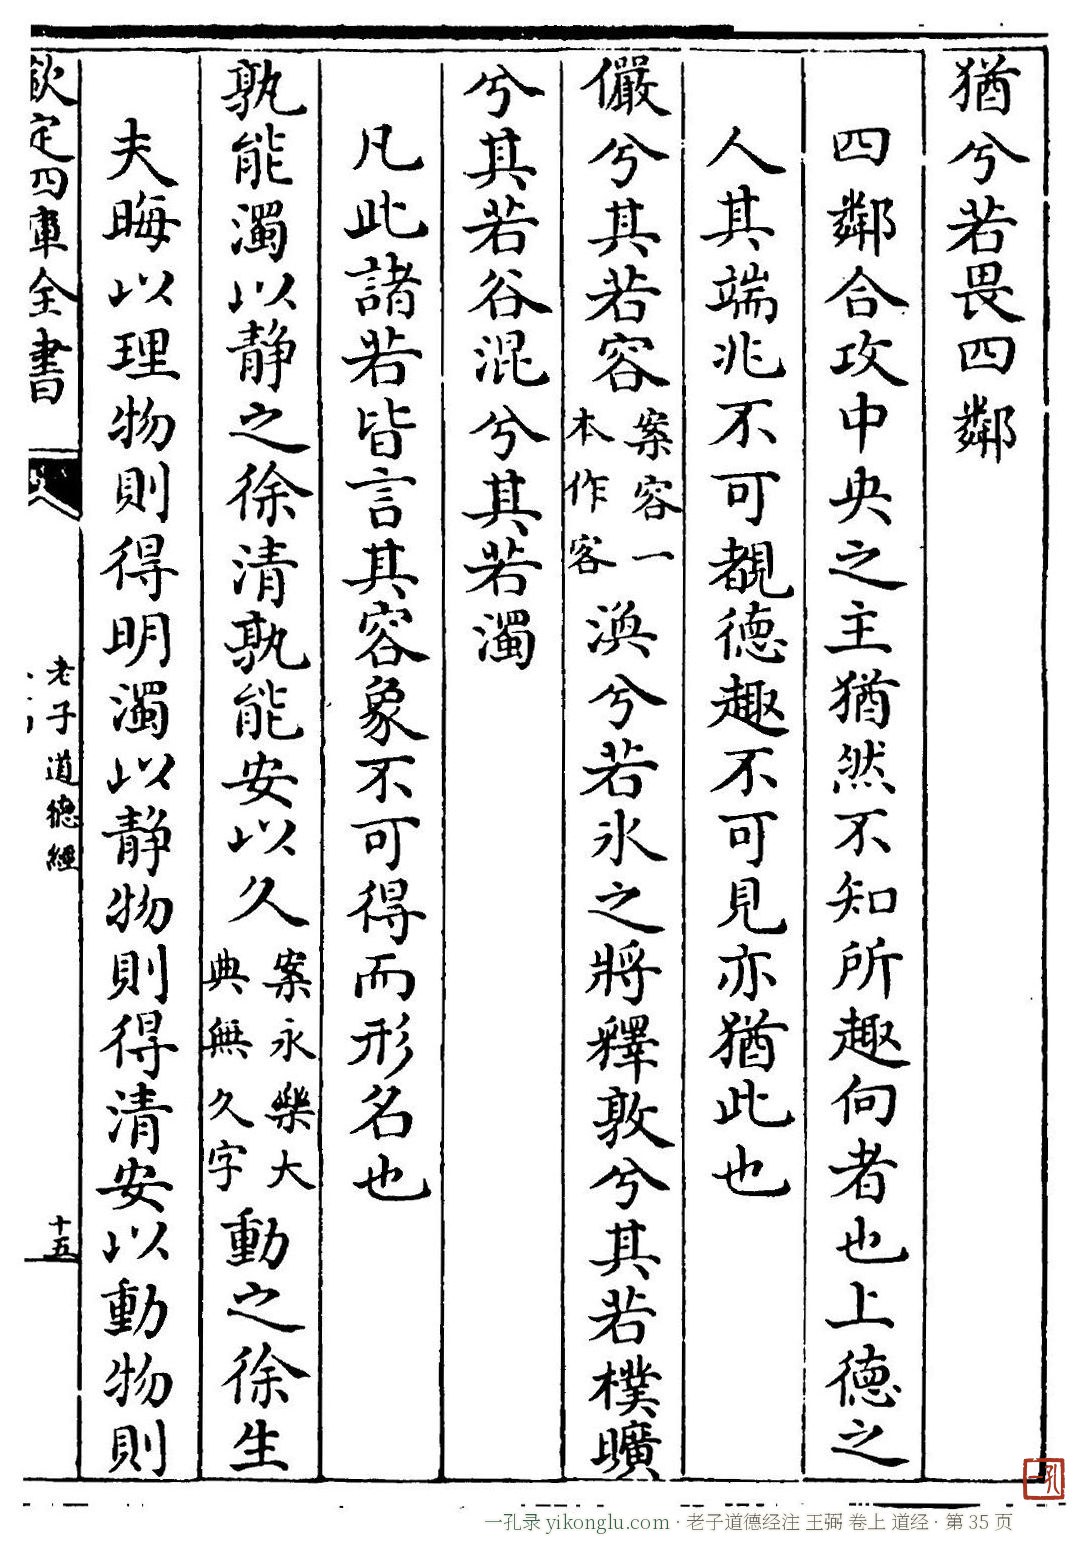 猶兮若畏四鄰
四鄰合攻中央之主猶然不知所趣向者也上德之
人其端兆不可覩德趣不可見亦猶此也
儼兮其若容案容一本作客渙兮若氷之將釋敦兮其若樸曠
兮其若谷混兮其若濁
凡此諸若皆言其容象不可得而形名也
孰能濁以静之徐清孰能安以久案永樂大典無久字動之徐生
夫晦以理物則得明濁以静物則得清安以動物則
欽定四庫全書
老子道德經
十五
一孔录 yikonglu.com · 老子道德经注 王弼 卷上 道经 · 第 35 页
一孔